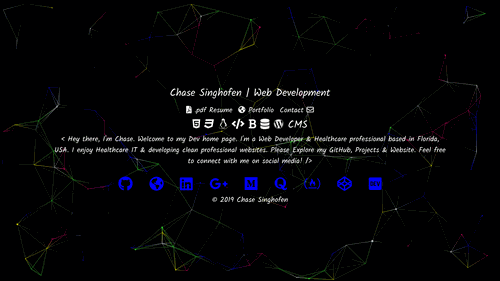 Chase Singhofen | Web Development
.pdf Resume Portfolio Contact
CMS
< Hey there, I'm Chase. Welcome to my Dev home page. I'm a Web Developer & Healthcare professional based in Florida,
USA. I enjoy Healthcare IT & developing clean professional websites. Please Explore my GitHub, Projects & Website. Feel free
to connect with me on social media! />
© 2019 Chase Singhofen